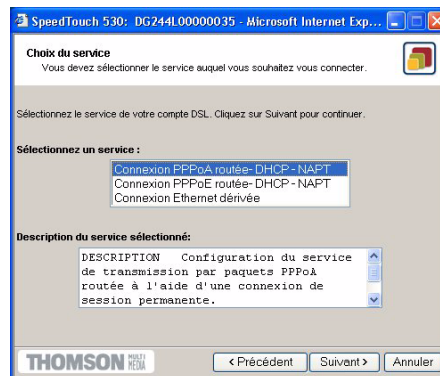 SpeedTouch 530: DG244L00000035 - Microsoft Internet Exp...
Choix du service
Vous devez sélectionner le service auquel vous souhaitez vous connecter.
Sélectionnez le service de votre compte DSL. Cliquez sur Suivant pour continuer.
Sélectionnez un service :
Connexion PPPoA routée- DHCP - NAPT
Connexion PPPoE routée- DHCP - NAPT
Connexion Ethernet dérivée
Description du service sélectionné:
DESCRIPTION Configuration du service
de transmission par paquets PPPoA
routée à l'aide d'une connexion de
session permanente.
THOMSON MULTI MEDIA
< Précédent Suivant > Annuler